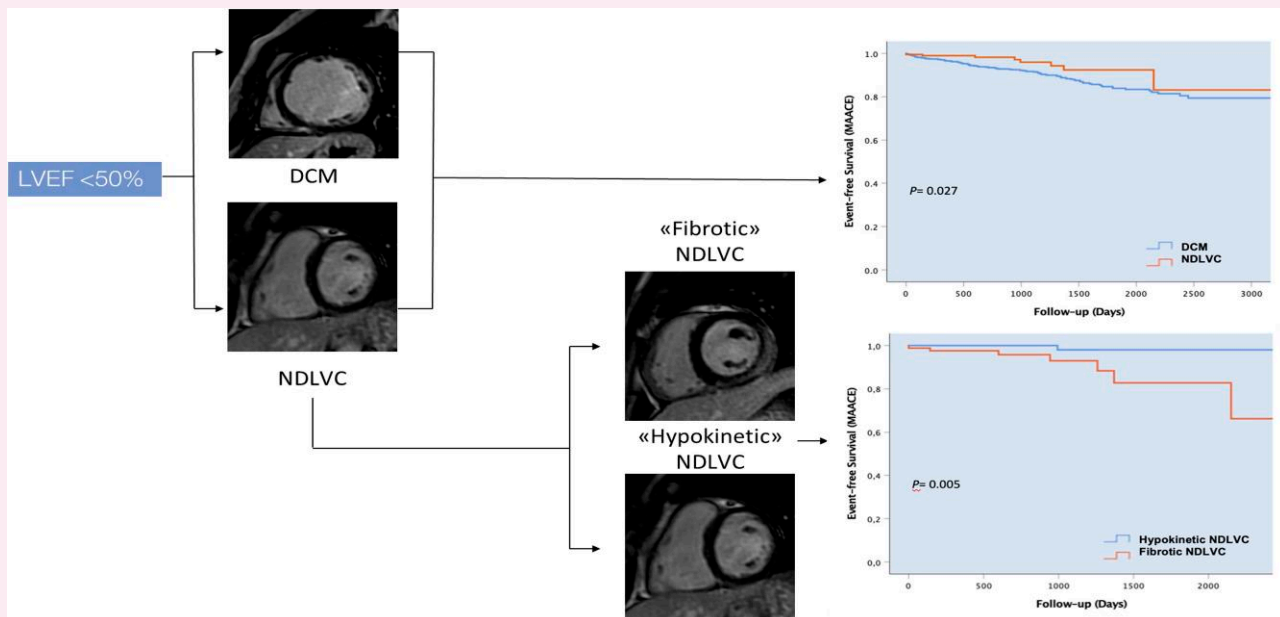 LVEF <50%
DCM
NDLVC
«Fibrotic»
NDLVC
«Hypokinetic»
NDLVC
Event-free Survival (MAACE)
1.0
0.8
0.6
0.4
0.2
0.0
P= 0.027
DCM
NDLVC
0
500
1000
1500
2000
2500
3000
Follow-up (Days)
Event-free Survival (MAACE)
1,0
0,8
0,6
0,4
0,2
0,0
P= 0.005
Hypokinetic NDLVC
Fibrotic NDLVC
0
500
1000
1500
2000
Follow-up (Days)